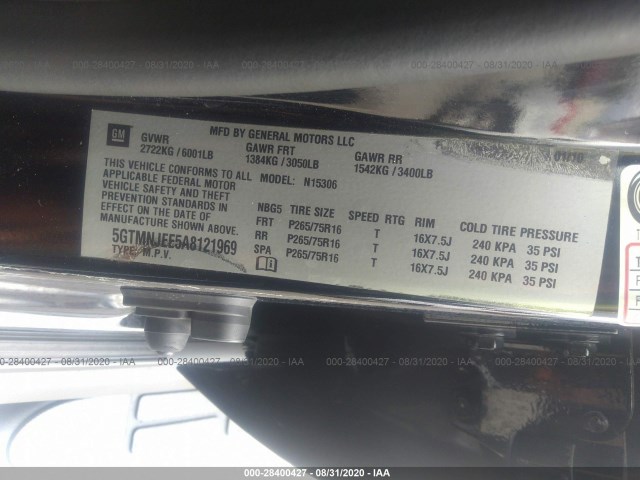 000-28400427 - 08/31/2020 - IAA
000-28400427 - 08/31/2020 - IAA
000-28400427 - 08/31/2020 - IAA
GM
MFD BY GENERAL MOTORS LLC
01/10
GVWR
2722KG / 6001LB
GAWR FRT
1384KG / 3050LB
GAWR RR
1542KG / 3400LB
THIS VEHICLE CONFORMS TO ALL
APPLICABLE FEDERAL MOTOR
VEHICLE SAFETY AND THEFT
PREVENTION STANDARDS IN
EFFECT ON THE DATE OF
MANUFACTURE SHOWN ABOVE.
MODEL: N15306
5GTMNJEE5A8121969
TYPE: M.P.V.
NBG5 TIRE SIZE SPEED RTG RIM COLD TIRE PRESSURE
FRT P265/75R16 T 16X7.5J 240 KPA 35 PSI
RR P265/75R16 T 16X7.5J 240 KPA 35 PSI
SPA P265/75R16 T 16X7.5J 240 KPA 35 PSI
000-28400427 - 08/31/2020 - IAA
000-28400427 - 08/31/2020 - IAA
000-28400427 - 08/31/2020 - IAA
000-28400427 - 08/31/2020 - IAA